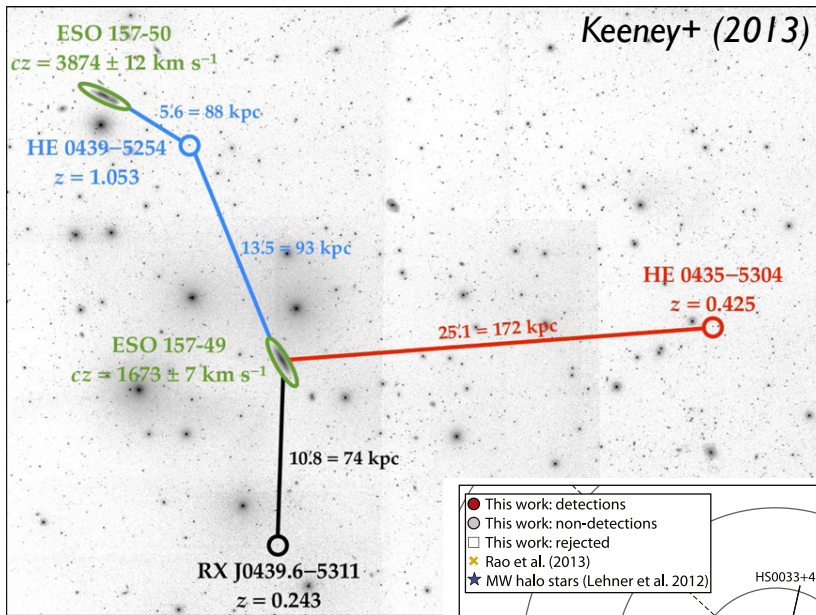 Keeney+ (2013)
ESO 157-50
cz = 3874 ± 12 km s⁻¹
5.′6 = 88 kpc
HE 0439–5254
z = 1.053
13.′5 = 93 kpc
HE 0435–5304
z = 0.425
25.′1 = 172 kpc
ESO 157-49
cz = 1673 ± 7 km s⁻¹
10.′8 = 74 kpc
RX J0439.6–5311
z = 0.243
This work: detections
This work: non-detections
This work: rejected
Rao et al. (2013)
MW halo stars (Lehner et al. 2012)
HS0033+4